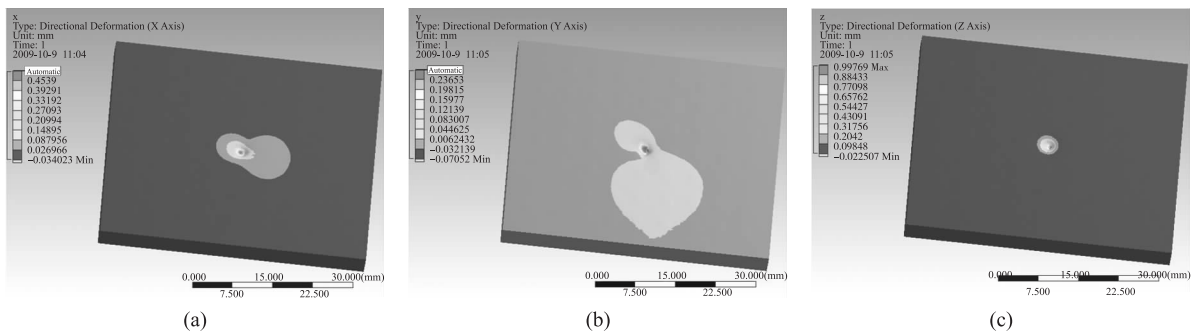 x
Type: Directional Deformation (X Axis)
Unit: mm
Time: 1
2009-10-9 11:04
Automatic
0.4539
0.39291
0.33192
0.27093
0.20994
0.14895
0.087956
0.026966
−0.034023 Min
0.000
15.000
30.000(mm)
7.500
22.500
(a)
y
Type: Directional Deformation (Y Axis)
Unit: mm
Time: 1
2009-10-9 11:05
Automatic
0.23653
0.19815
0.15977
0.12139
0.083007
0.044625
0.0062432
−0.032139
−0.07052 Min
0.000
15.000
30.000(mm)
7.500
22.500
(b)
z
Type: Directional Deformation (Z Axis)
Unit: mm
Time: 1
2009-10-9 11:05
0.99769 Max
0.88433
0.77098
0.65762
0.54427
0.43091
0.31756
0.2042
0.09848
−0.022507 Min
0.000
15.000
30.000(mm)
7.500
22.500
(c)